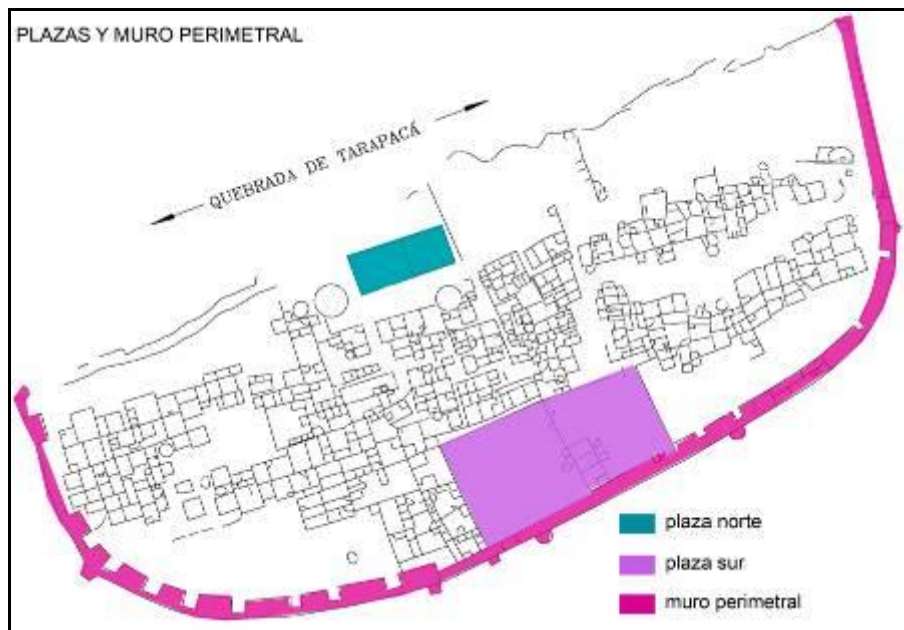 PLAZAS Y MURO PERIMETRAL
QUEBRADA DE TARAPACÁ
plaza norte
plaza sur
muro perimetral